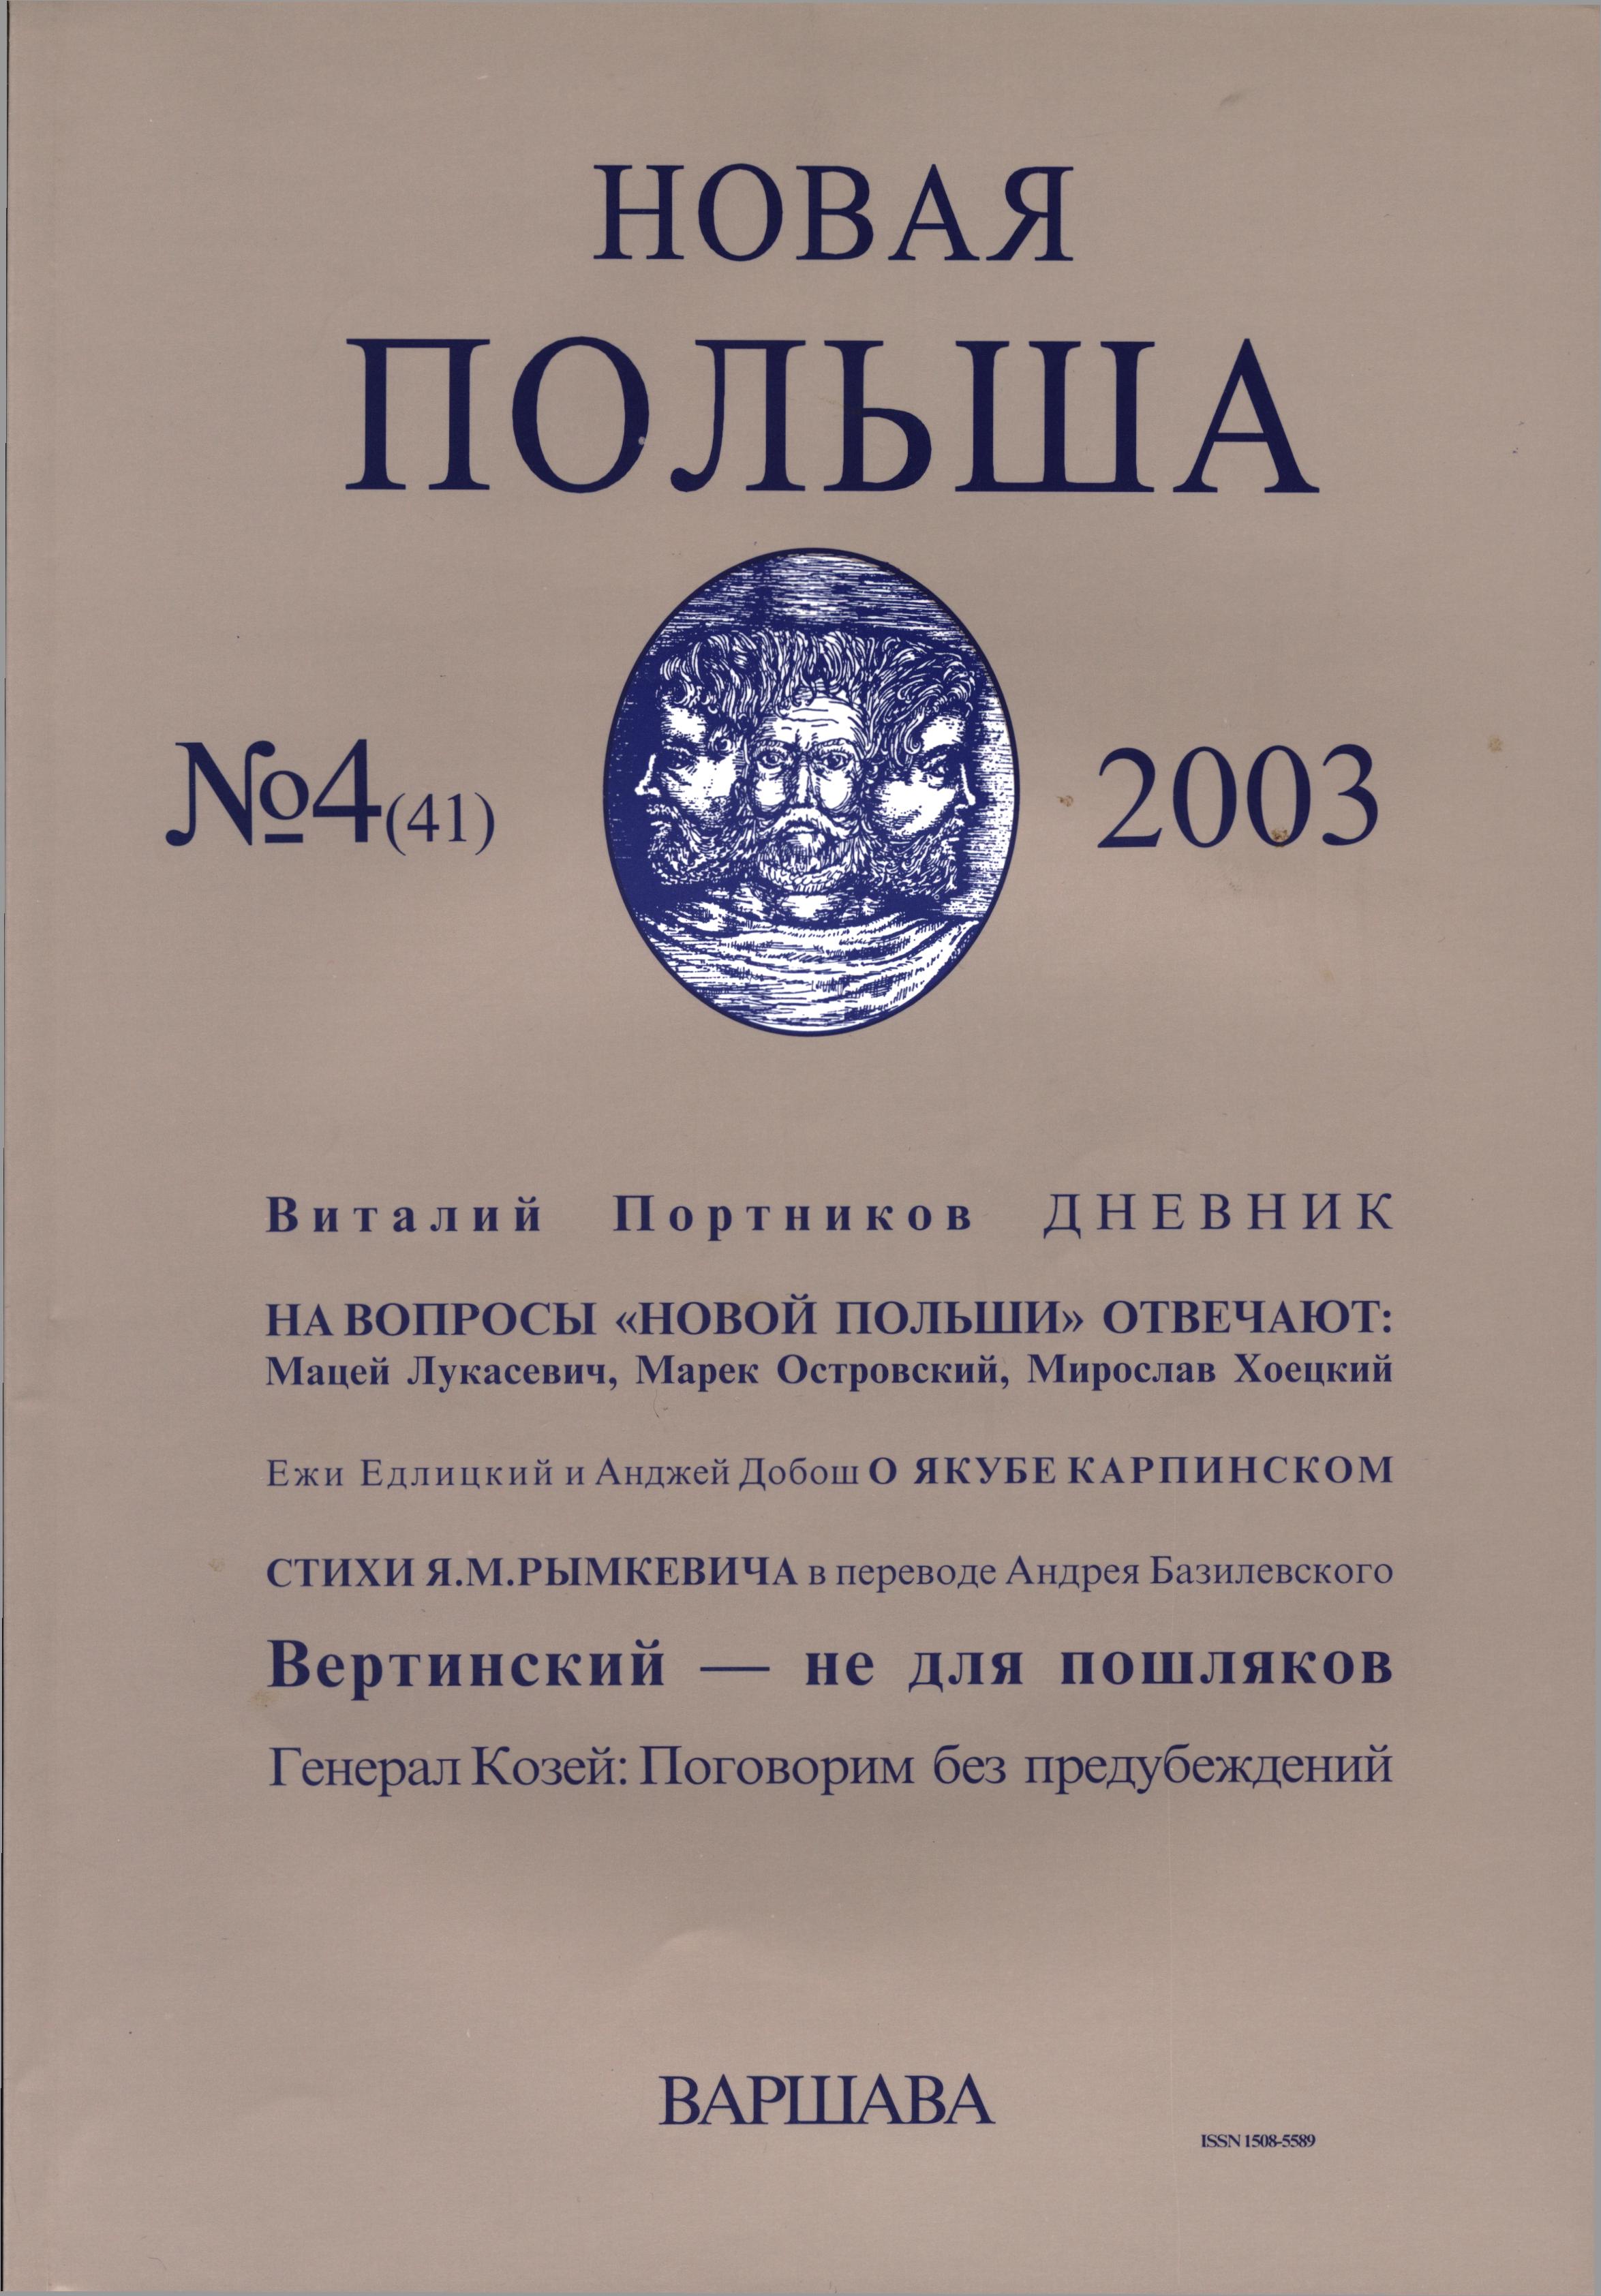 НОВАЯ
ПОЛЬША
№4(41)
2003
Виталий Портников ДНЕВНИК
НА ВОПРОСЫ «НОВОЙ ПОЛЬШИ» ОТВЕЧАЮТ:
Мацей Лукасевич, Марек Островский, Мирослав Хоецкий
Ежи Едлицкий и Анджей Добош О ЯКУБЕ КАРПИНСКОМ
СТИХИ Я.М.РЫМКЕВИЧА в переводе Андрея Базилевского
Вертинский — не для пошляков
Генерал Козей: Поговорим без предубеждений
ВАРШАВА
ISSN 1508-5589